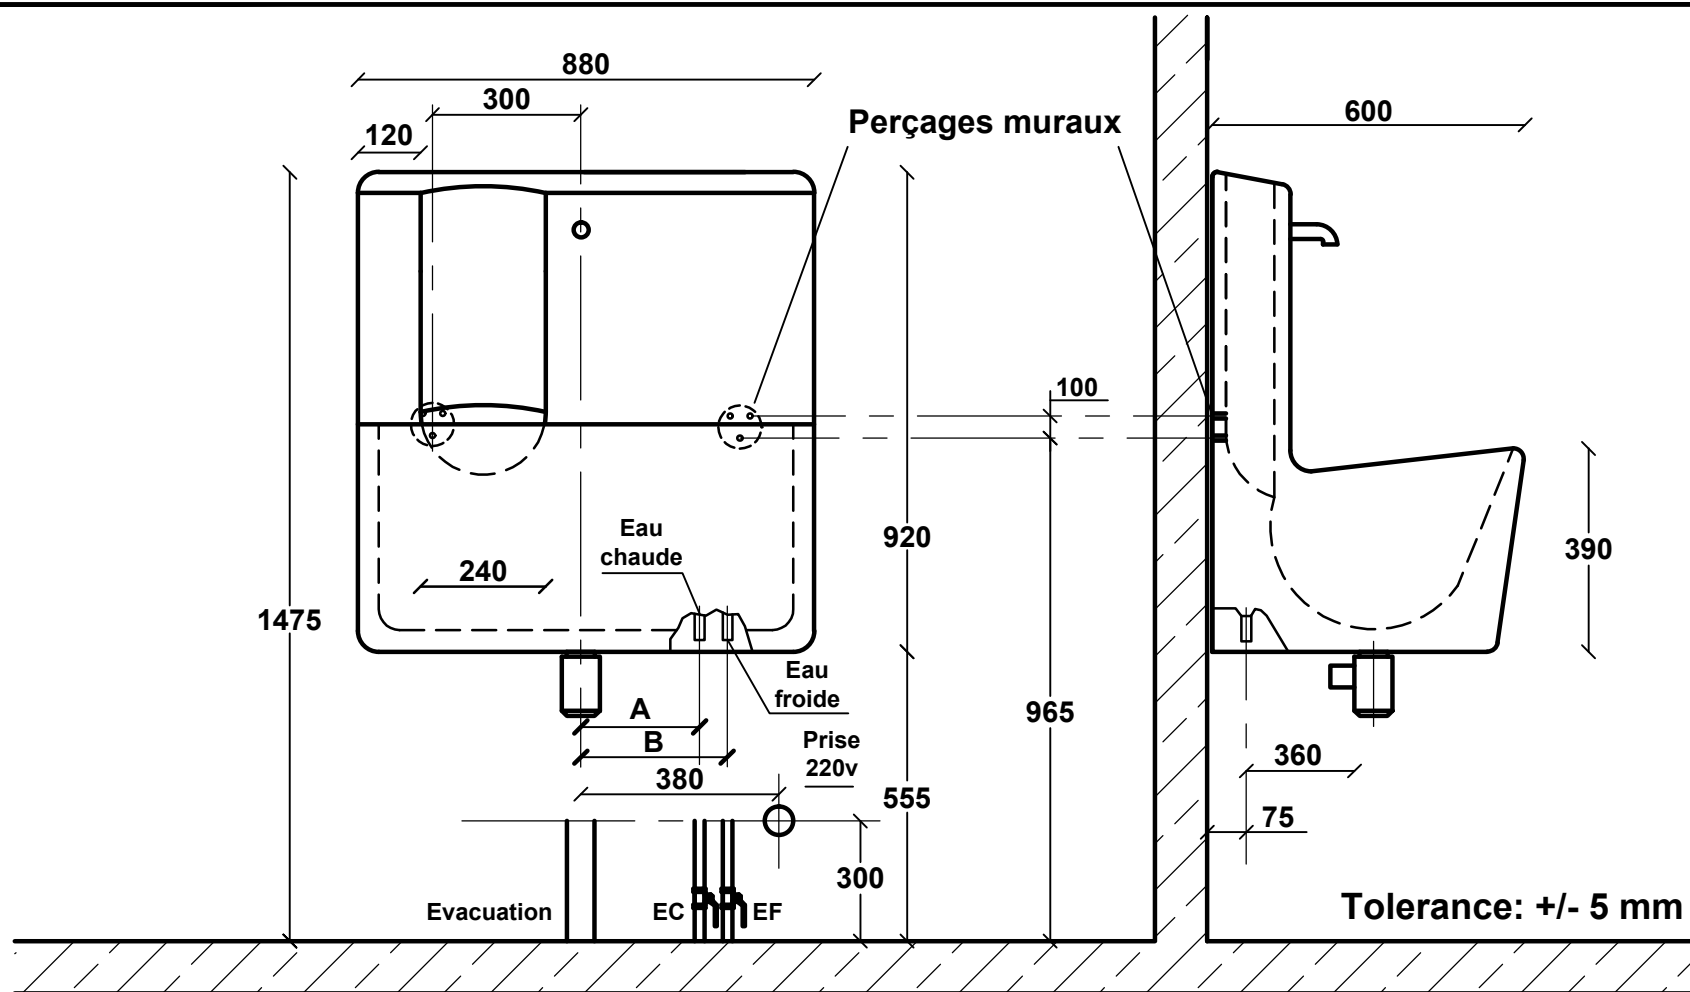 880
300
120
Perçages muraux
600
100
Eau
chaude
240
920
390
1475
Eau
froide
A
B
965
Prise
220v
380
360
555
75
300
Evacuation
EC
EF
Tolerance: +/- 5 mm